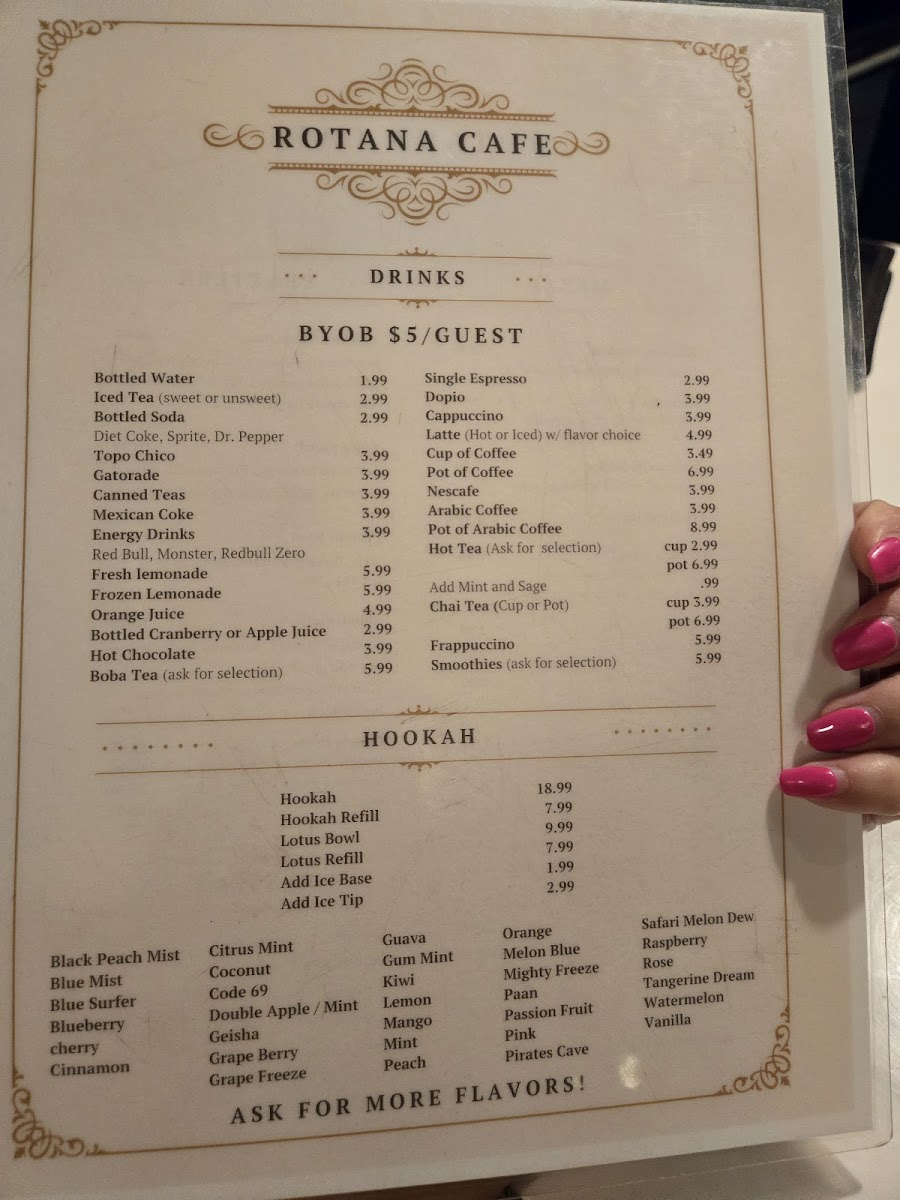 ROTANA CAFE
DRINKS
BYOB $5/GUEST
Bottled Water 1.99
Iced Tea (sweet or unsweet) 2.99
Bottled Soda 2.99
Diet Coke, Sprite, Dr. Pepper
Topo Chico 3.99
Gatorade 3.99
Canned Teas 3.99
Mexican Coke 3.99
Energy Drinks 3.99
Red Bull, Monster, Redbull Zero
Fresh lemonade 5.99
Frozen Lemonade 5.99
Orange Juice 4.99
Bottled Cranberry or Apple Juice 2.99
Hot Chocolate 3.99
Boba Tea (ask for selection) 5.99
Single Espresso 2.99
Dopio 3.99
Cappuccino 3.99
Latte (Hot or Iced) w/ flavor choice 4.99
Cup of Coffee 3.49
Pot of Coffee 6.99
Nescafe 3.99
Arabic Coffee 3.99
Pot of Arabic Coffee 8.99
Hot Tea (Ask for selection) cup 2.99
pot 6.99
Add Mint and Sage .99
Chai Tea (Cup or Pot) cup 3.99
pot 6.99
Frappuccino 5.99
Smoothies (ask for selection) 5.99
HOOKAH
Hookah 18.99
Hookah Refill 7.99
Lotus Bowl 9.99
Lotus Refill 7.99
Add Ice Base 1.99
Add Ice Tip 2.99
Black Peach Mist
Blue Mist
Blue Surfer
Blueberry
cherry
Cinnamon
Citrus Mint
Coconut
Code 69
Double Apple / Mint
Geisha
Grape Berry
Grape Freeze
Guava
Gum Mint
Kiwi
Lemon
Mango
Mint
Peach
Orange
Melon Blue
Mighty Freeze
Paan
Passion Fruit
Pink
Pirates Cave
Safari Melon Dew
Raspberry
Rose
Tangerine Dream
Watermelon
Vanilla
ASK FOR MORE FLAVORS!